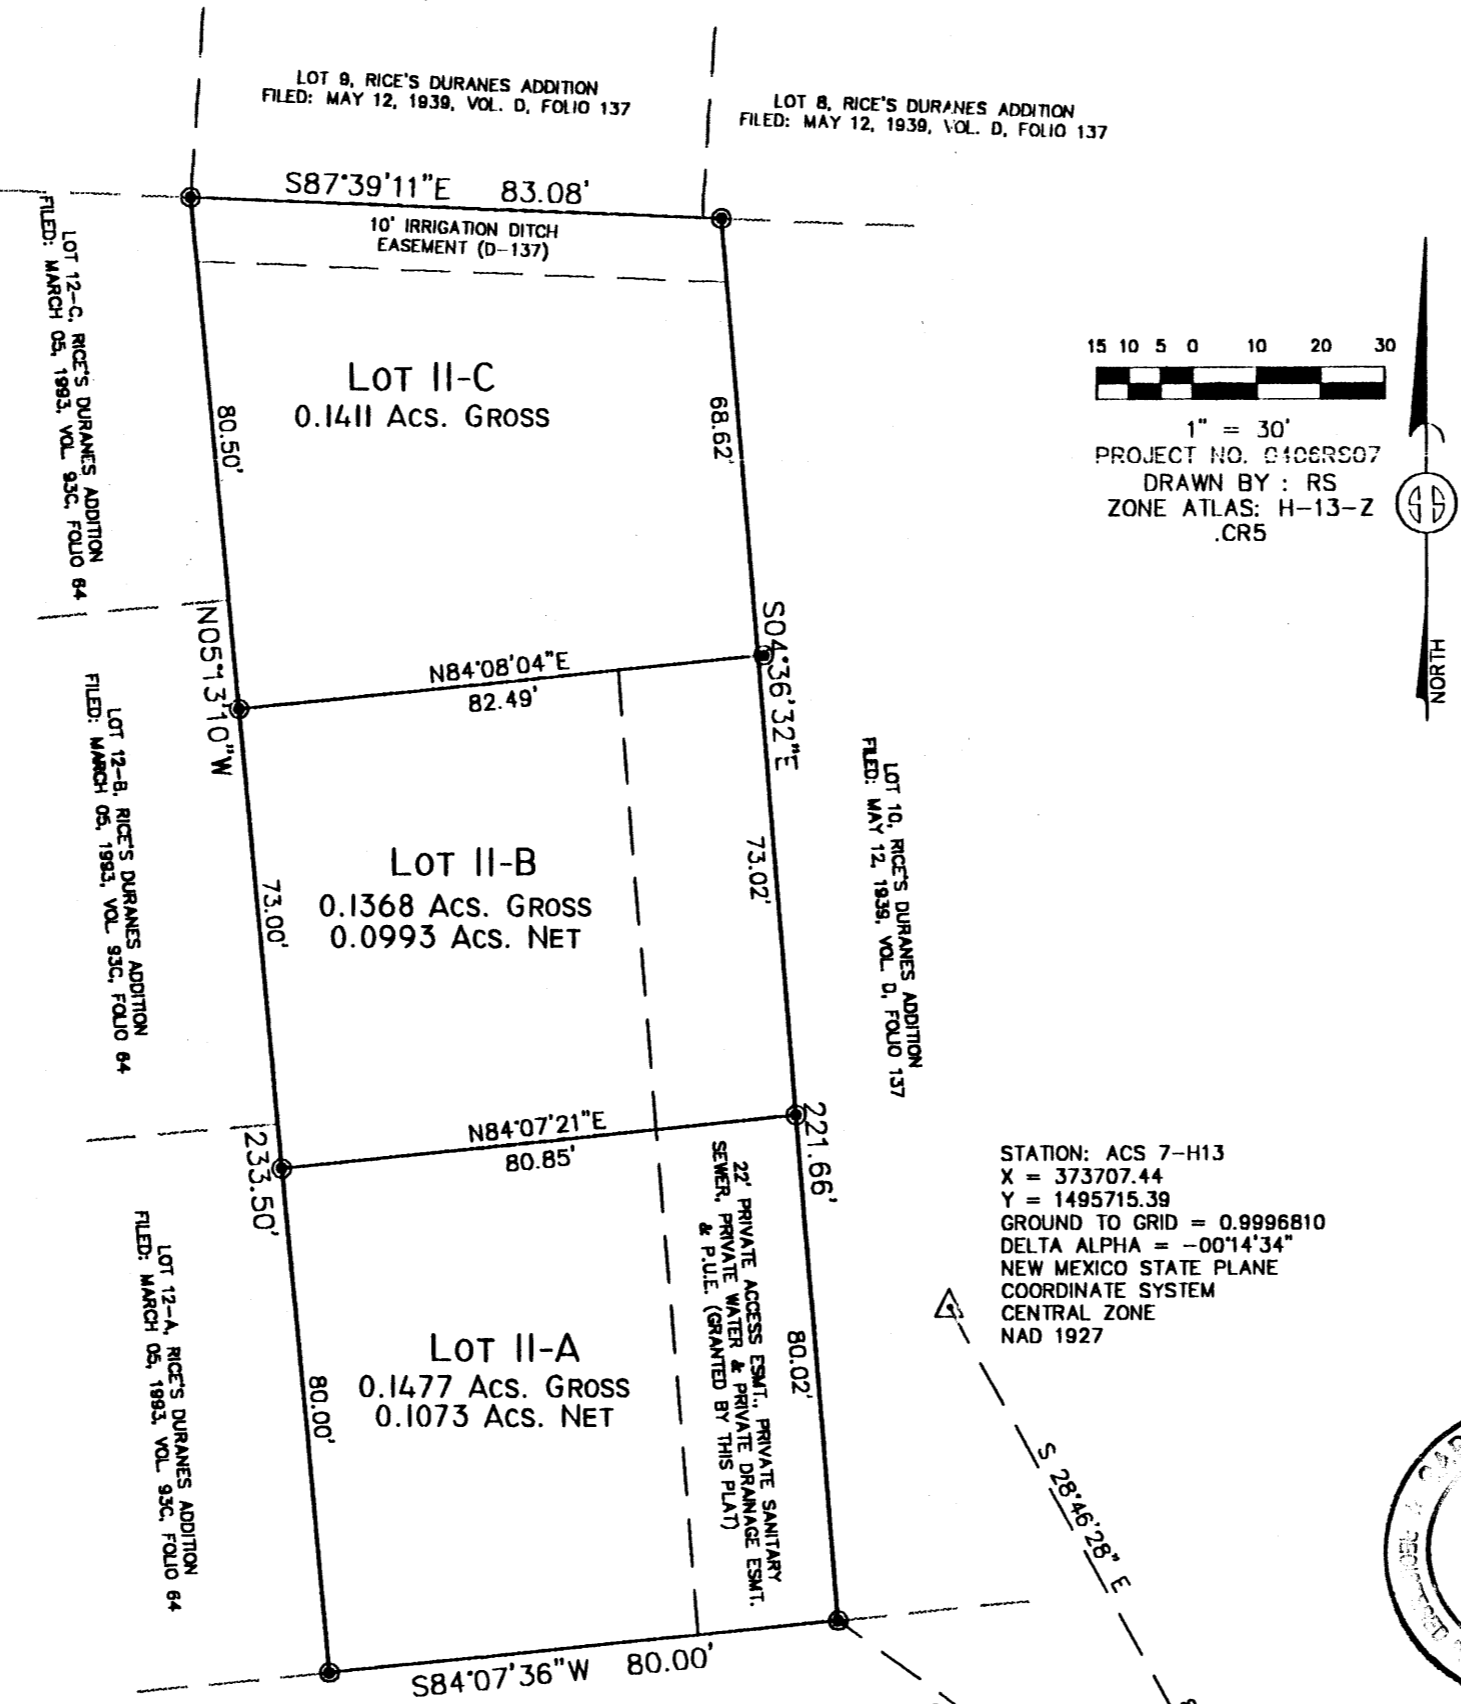 LOT 9, RICE'S DURANES ADDITION
FILED: MAY 12, 1939, VOL. D, FOLIO 137
LOT 8, RICE'S DURANES ADDITION
FILED: MAY 12, 1939, VOL. D, FOLIO 137
S87°39'11"E 83.08'
10' IRRIGATION DITCH
EASEMENT (D-137)
LOT 12-C, RICE'S DURANES ADDITION
FILED: MARCH 05, 1993, VOL. 93C, FOLIO 64
LOT 11-C
0.1411 ACS. GROSS
80.50'
68.62'
15 10 5 0 10 20 30
1" = 30'
PROJECT NO. 0406RS07
DRAWN BY : RS
ZONE ATLAS: H-13-Z
.CR5
NORTH
N05°13'10"W
S04°36'32"E
N84°08'04"E
82.49'
LOT 12-B, RICE'S DURANES ADDITION
FILED: MARCH 05, 1993, VOL. 93C, FOLIO 64
LOT 11-B
0.1368 ACS. GROSS
0.0993 ACS. NET
73.00'
73.02'
LOT 10, RICE'S DURANES ADDITION
FILED: MAY 12, 1939, VOL. D, FOLIO 137
N84°07'21"E
80.85'
233.50'
221.66'
STATION: ACS 7-H13
X = 373707.44
Y = 1495715.39
GROUND TO GRID = 0.9996810
DELTA ALPHA = -00°14'34"
NEW MEXICO STATE PLANE
COORDINATE SYSTEM
CENTRAL ZONE
NAD 1927
LOT 12-A, RICE'S DURANES ADDITION
FILED: MARCH 05, 1993, VOL. 93C, FOLIO 64
LOT 11-A
0.1477 ACS. GROSS
0.1073 ACS. NET
80.00'
80.02'
22' PRIVATE ACCESS ESMT., PRIVATE SANITARY
SEWER, PRIVATE WATER & PRIVATE DRAINAGE ESMT.
& P.U.E. (GRANTED BY THIS PLAT)
S 28°46'28" E
S84°07'36"W 80.00'